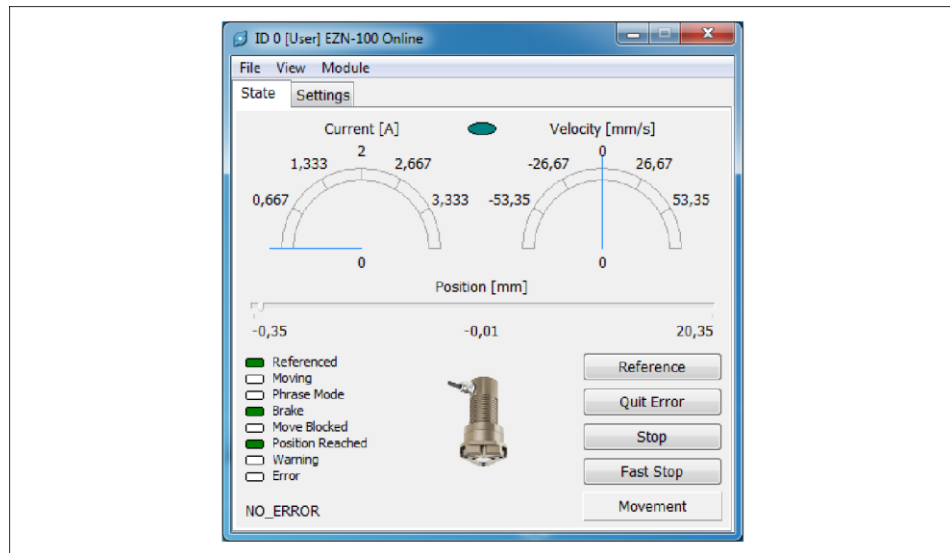 ID 0 [User] EZN-100 Online
File View Module
State Settings
Current [A] Velocity [mm/s]
2 0
1,333 2,667 -26,67 26,67
0,667 3,333 -53,35 53,35
0 0
Position [mm]
-0,35 -0,01 20,35
Referenced
Moving
Phrase Mode
Brake
Move Blocked
Position Reached
Warning
Error
NO_ERROR
Reference
Quit Error
Stop
Fast Stop
Movement